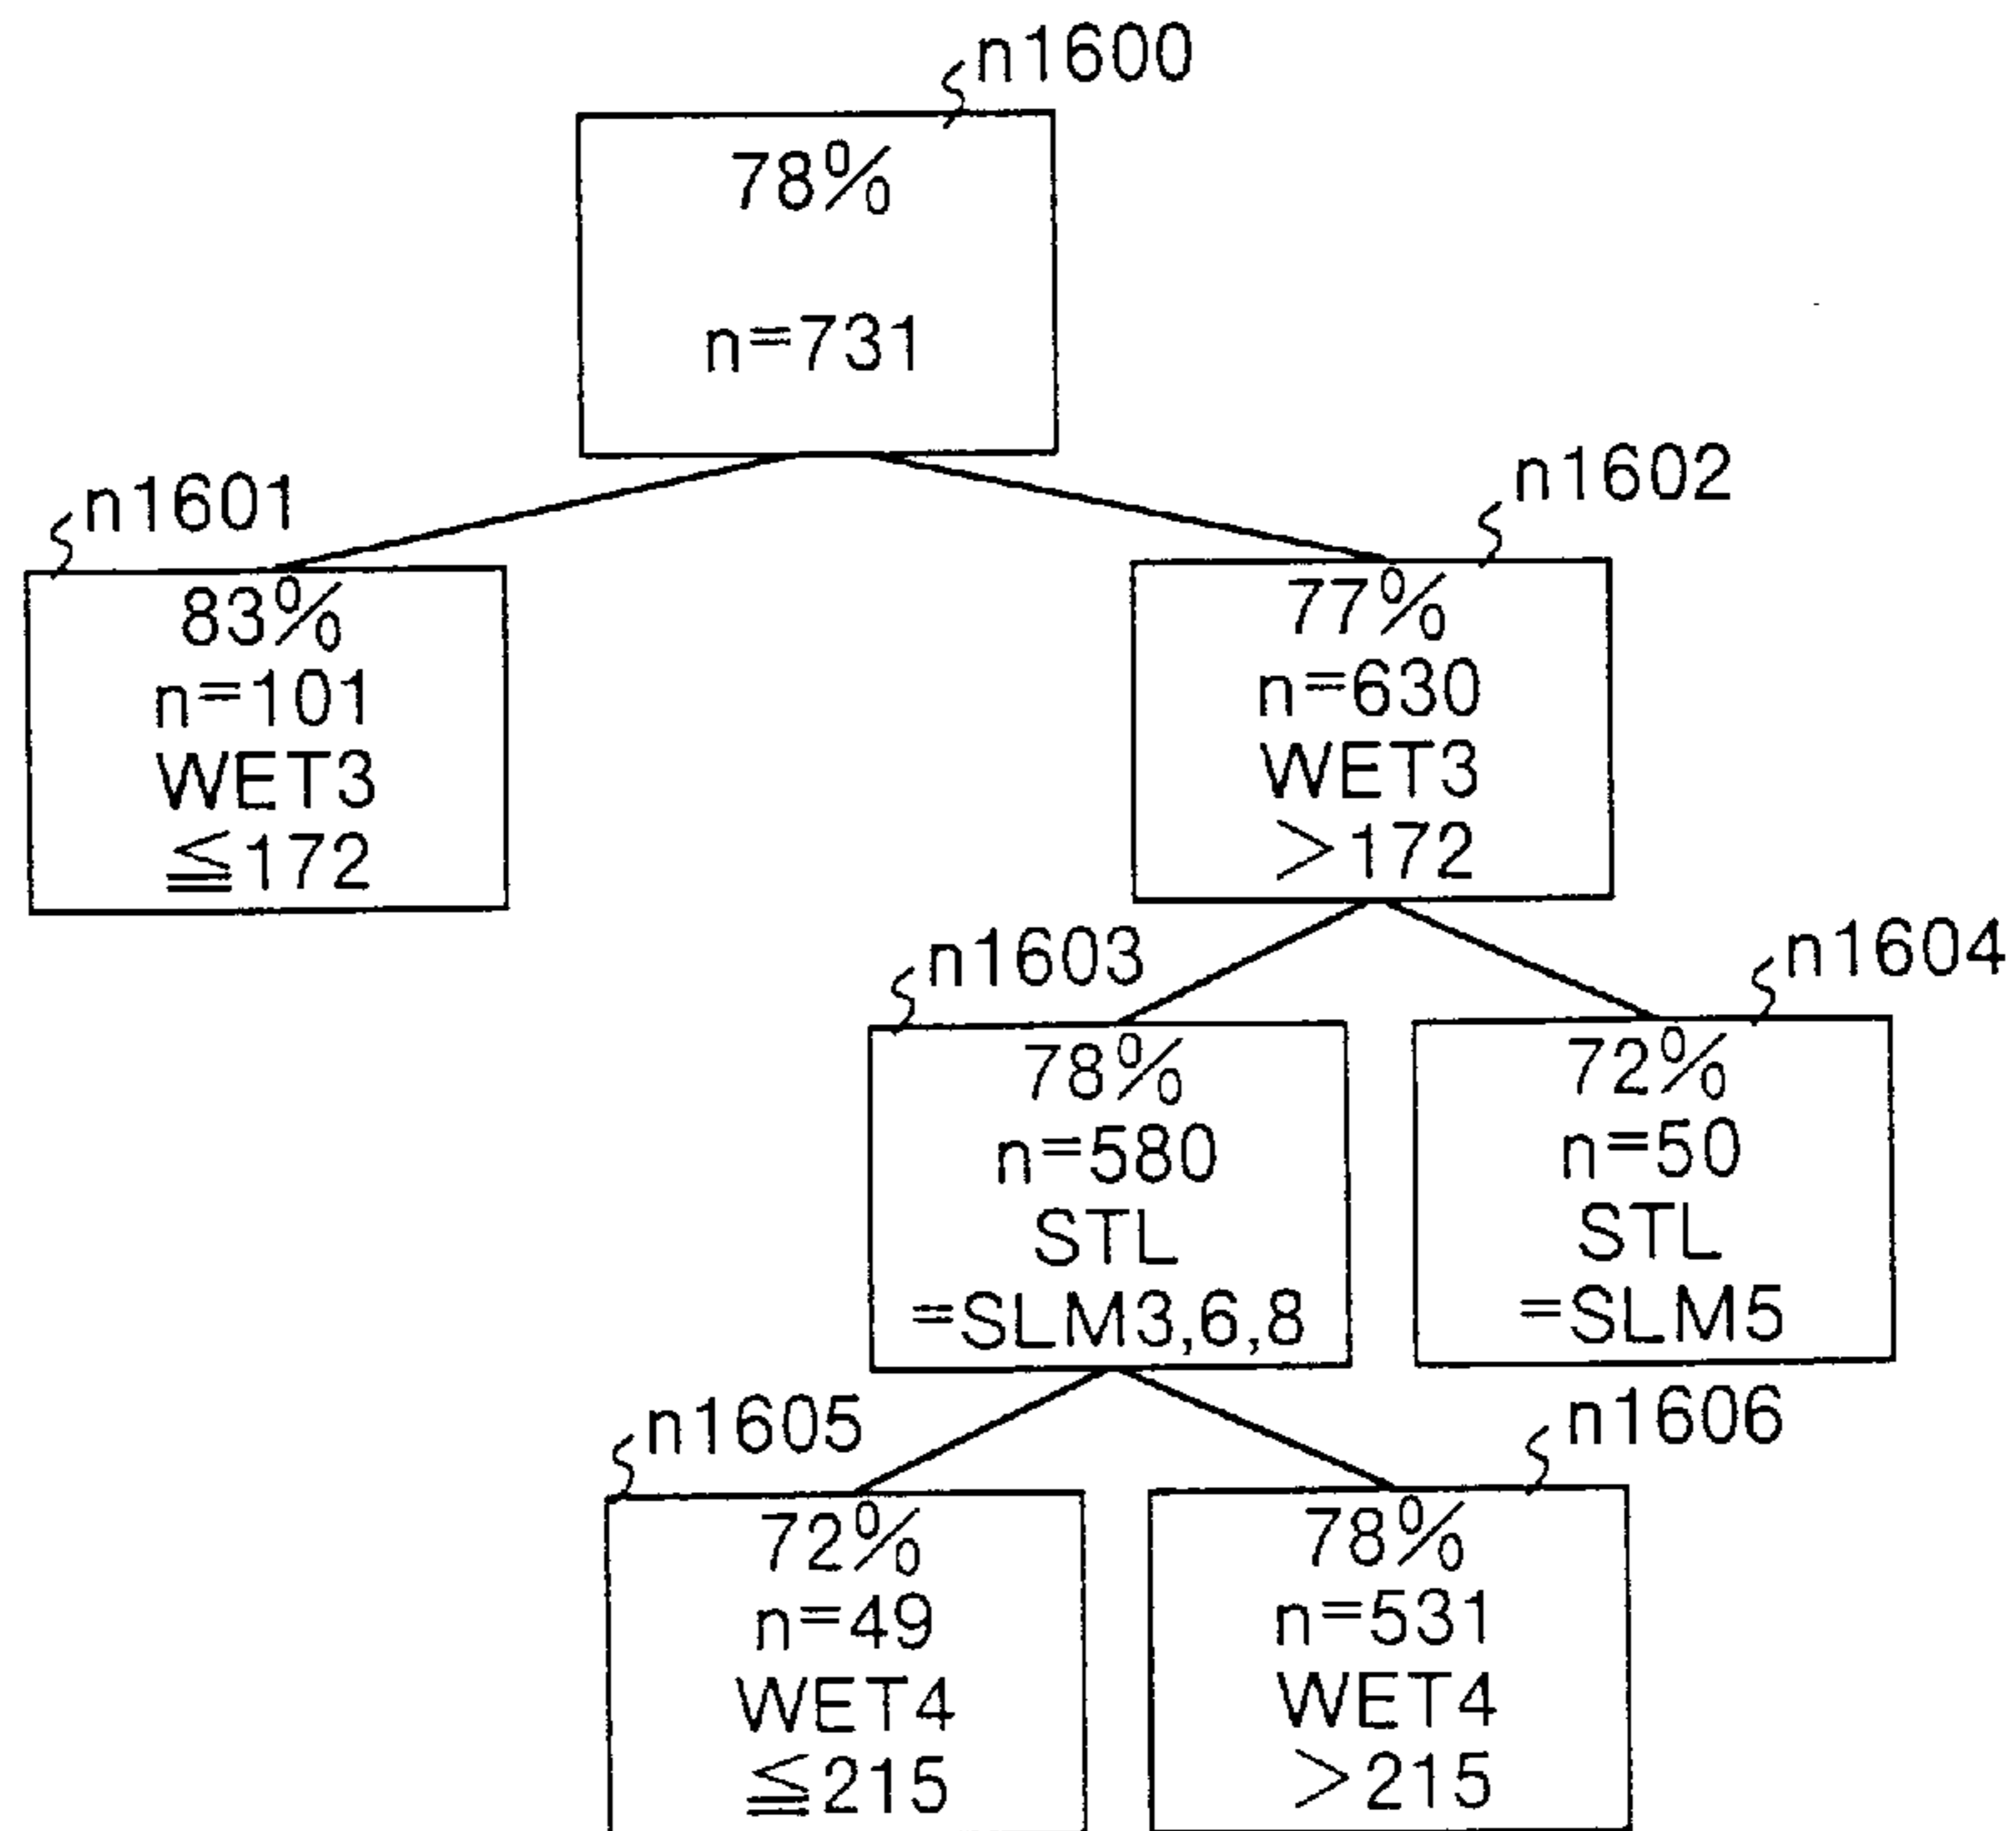 n1600
78%
n=731
n1601
83%
n=101
WET3
≦172
n1602
77%
n=630
WET3
>172
n1603
78%
n=580
STL
=SLM3,6,8
n1604
72%
n=50
STL
=SLM5
n1605
72%
n=49
WET4
≦215
n1606
78%
n=531
WET4
>215